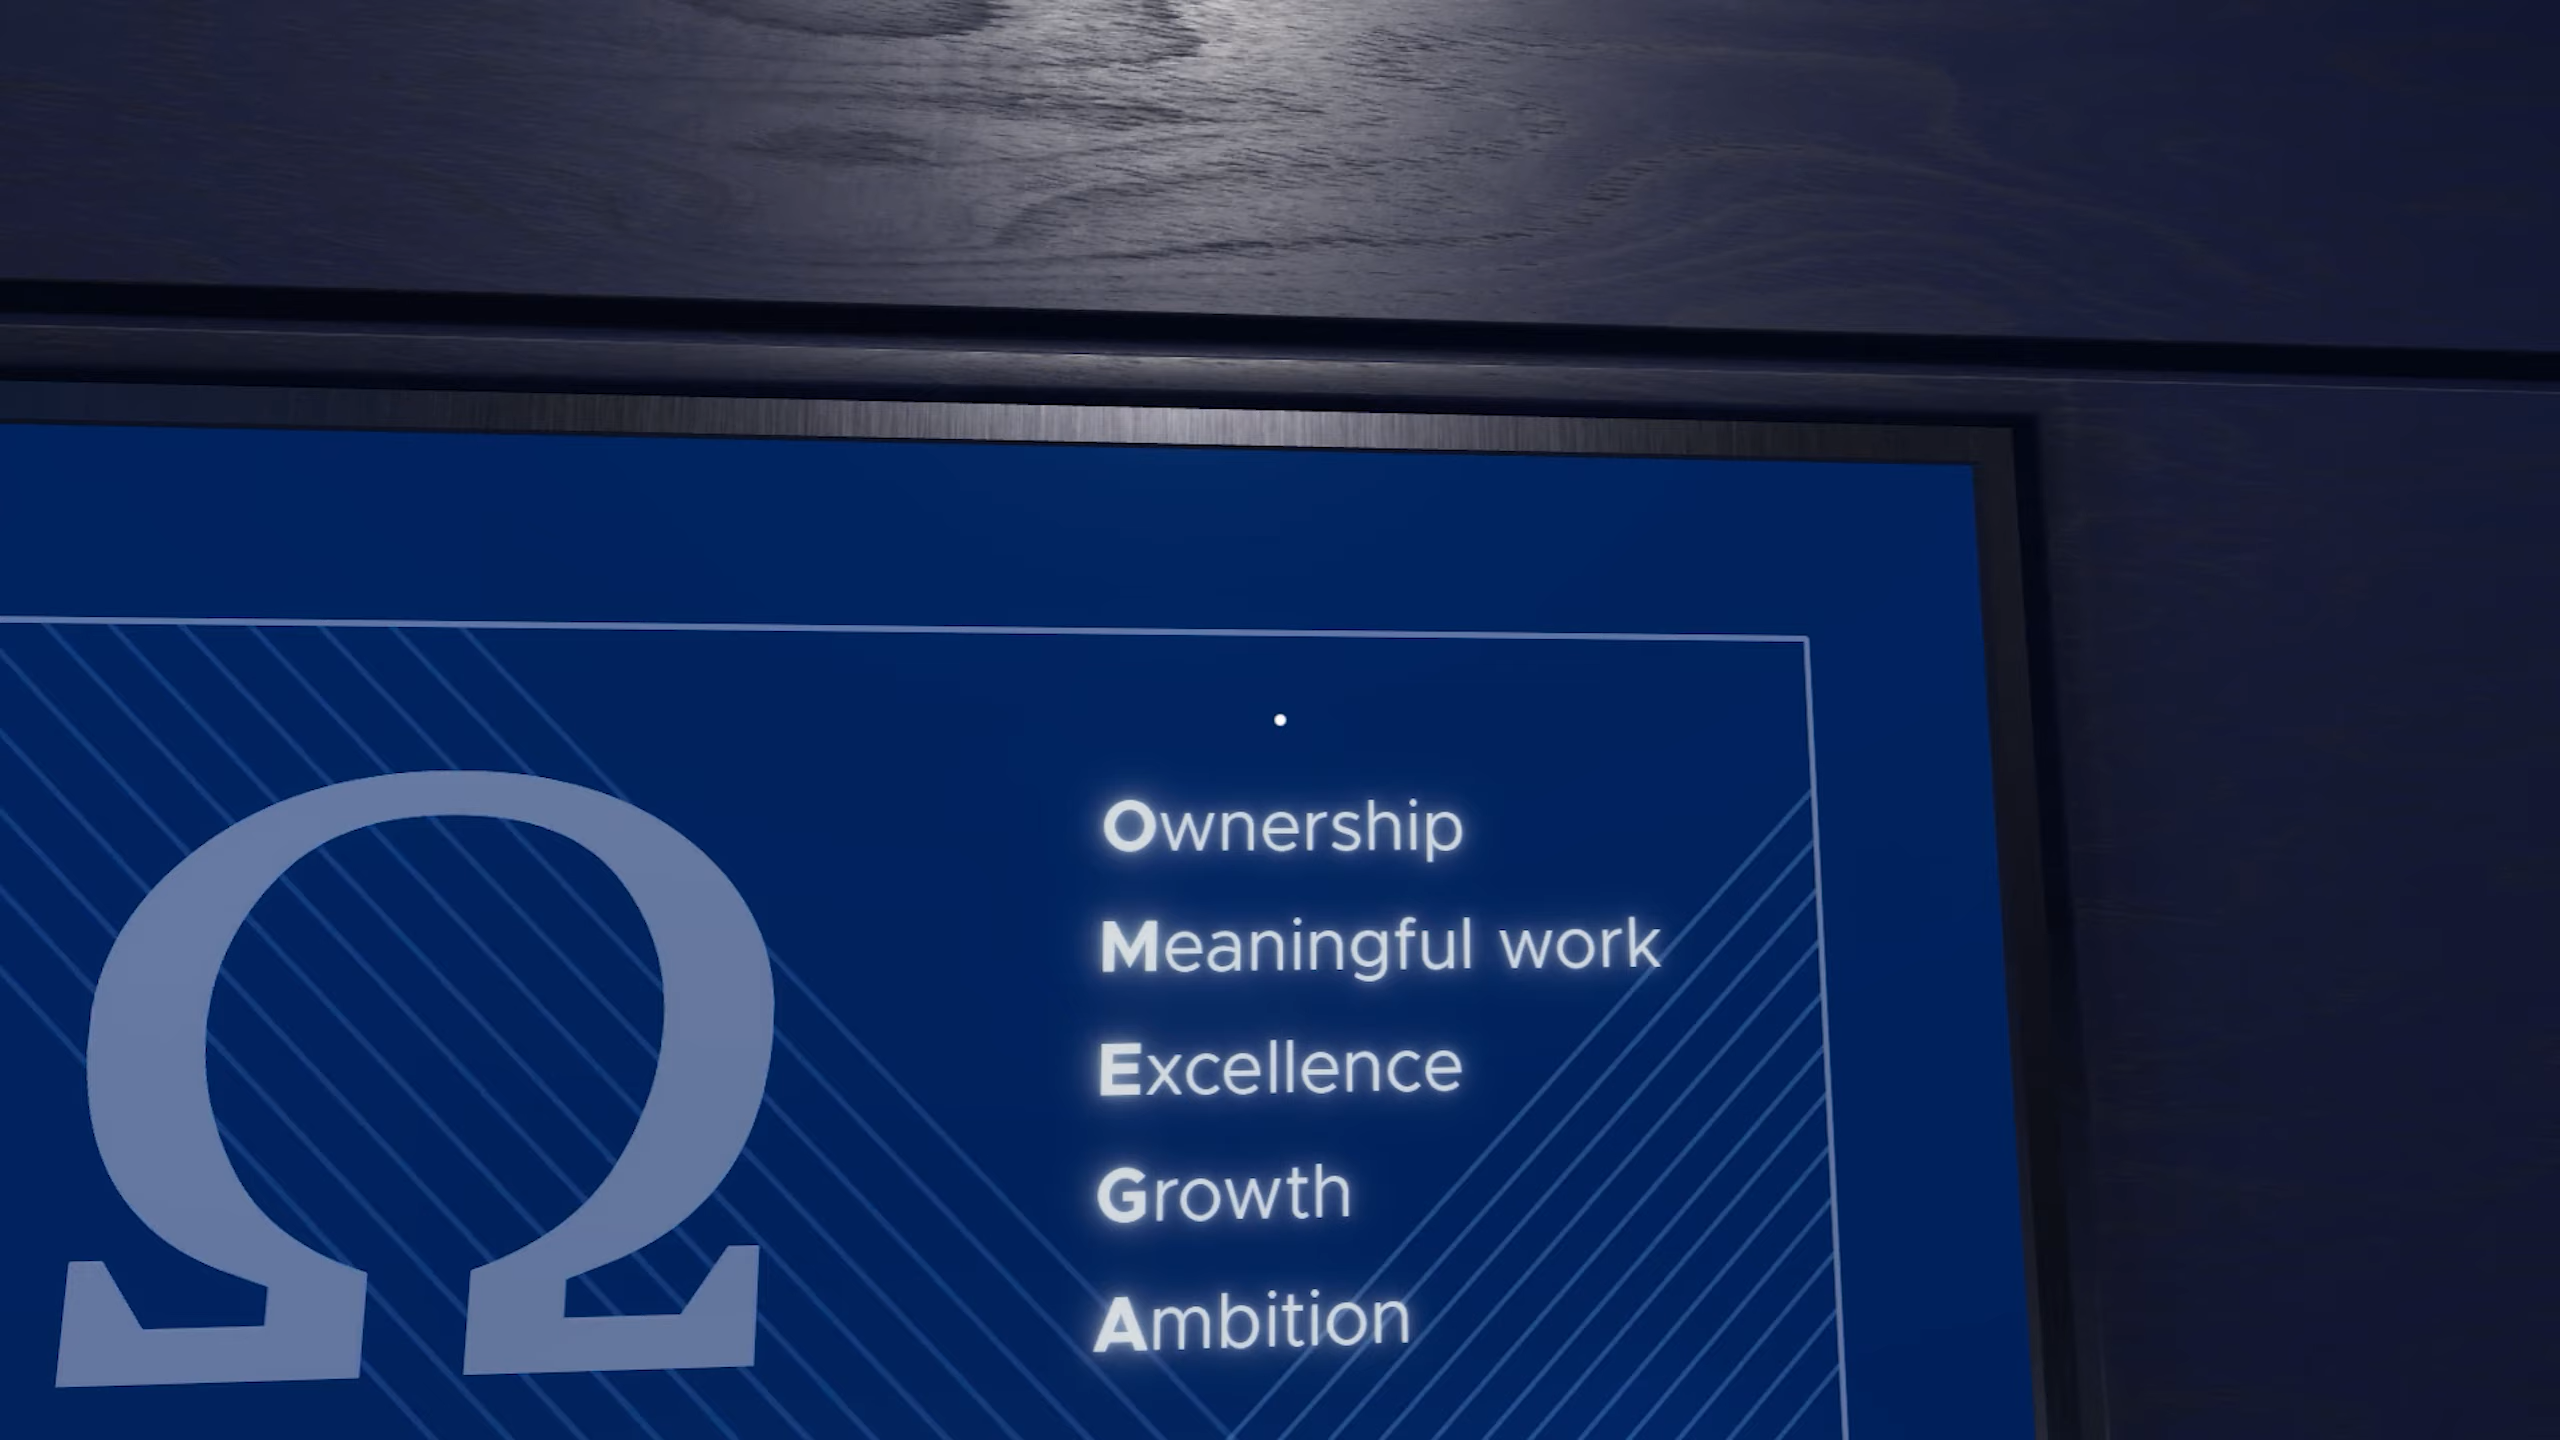 Ω
Ownership
Meaningful work
Excellence
Growth
Ambition